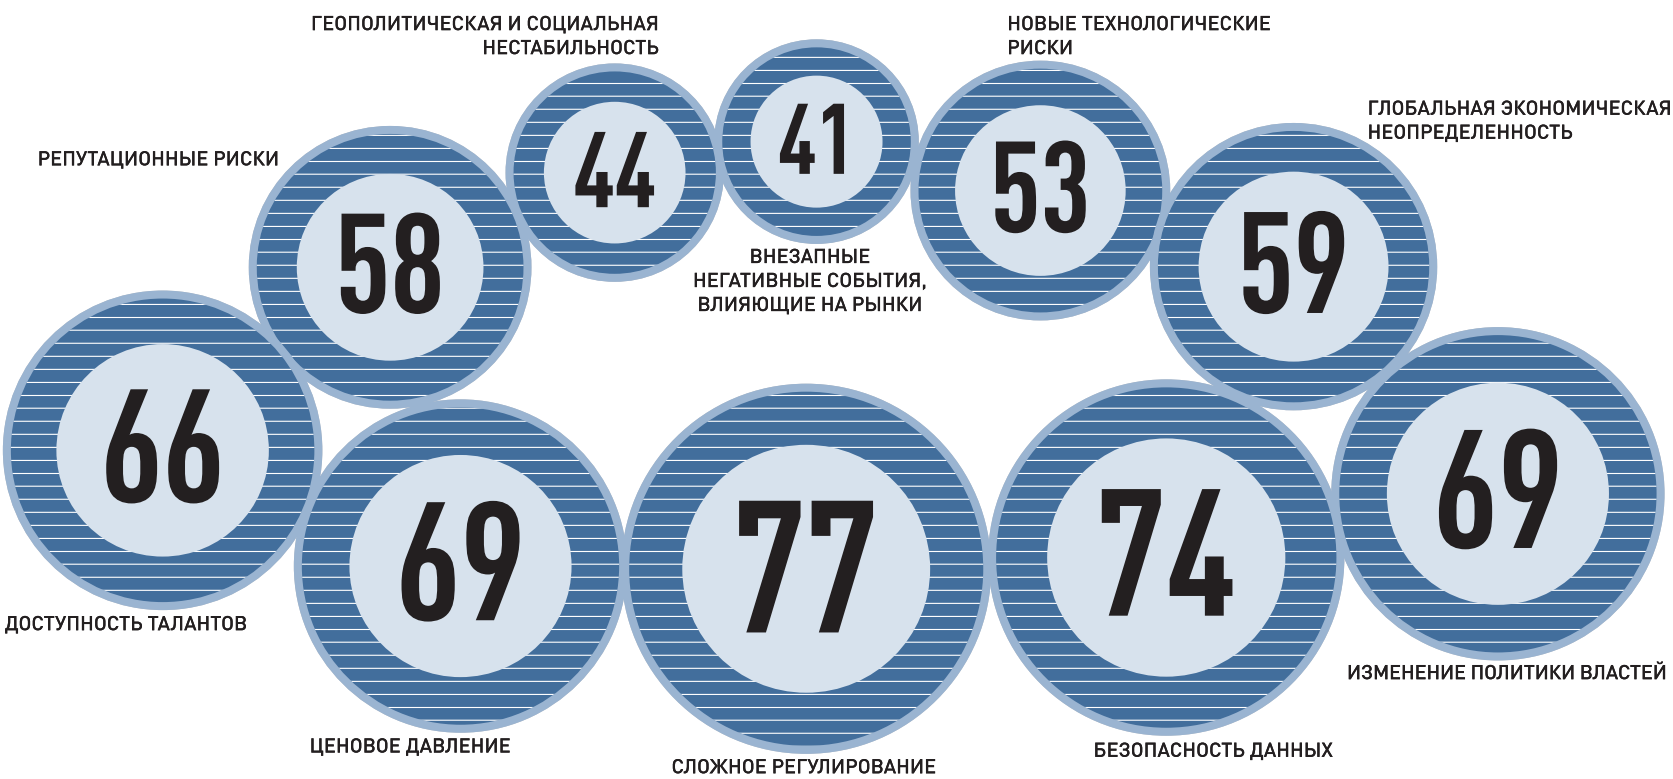 ГЕОПОЛИТИЧЕСКАЯ И СОЦИАЛЬНАЯ
НЕСТАБИЛЬНОСТЬ
44
41
ВНЕЗАПНЫЕ
НЕГАТИВНЫЕ СОБЫТИЯ,
ВЛИЯЮЩИЕ НА РЫНКИ
НОВЫЕ ТЕХНОЛОГИЧЕСКИЕ
РИСКИ
53
ГЛОБАЛЬНАЯ ЭКОНОМИЧЕСКАЯ
НЕОПРЕДЕЛЕННОСТЬ
59
РЕПУТАЦИОННЫЕ РИСКИ
58
66
ДОСТУПНОСТЬ ТАЛАНТОВ
69
ЦЕНОВОЕ ДАВЛЕНИЕ
77
СЛОЖНОЕ РЕГУЛИРОВАНИЕ
74
БЕЗОПАСНОСТЬ ДАННЫХ
69
ИЗМЕНЕНИЕ ПОЛИТИКИ ВЛАСТЕЙ